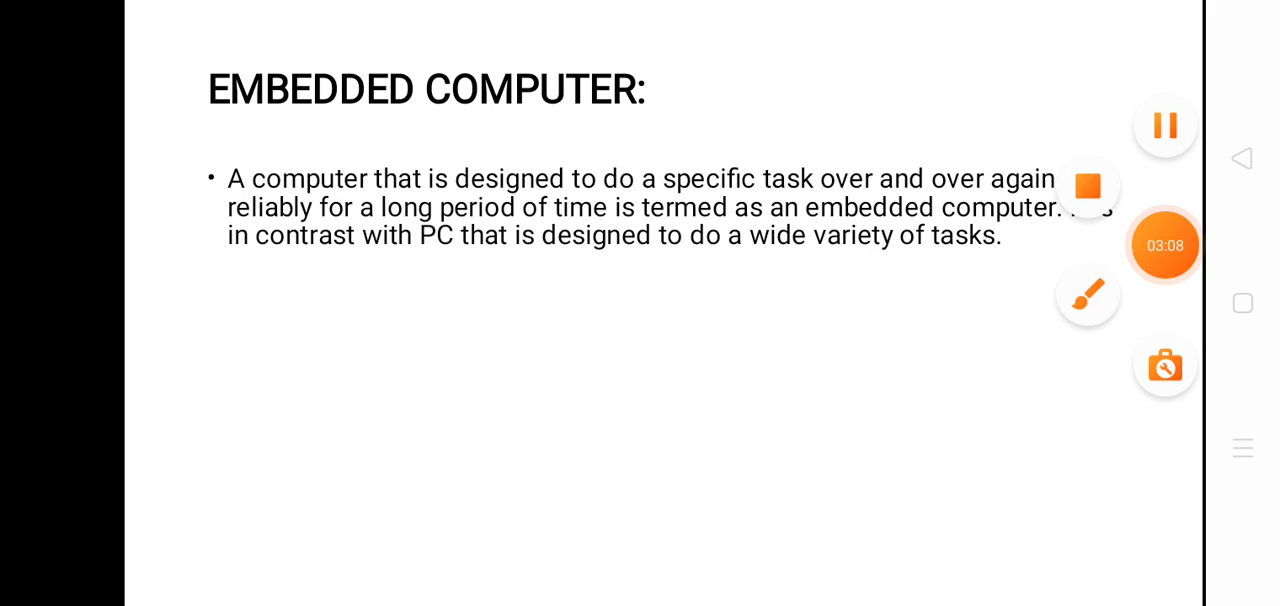 EMBEDDED COMPUTER:
• A computer that is designed to do a specific task over and over again
reliably for a long period of time is termed as an embedded computer.
in contrast with PC that is designed to do a wide variety of tasks.
03:08